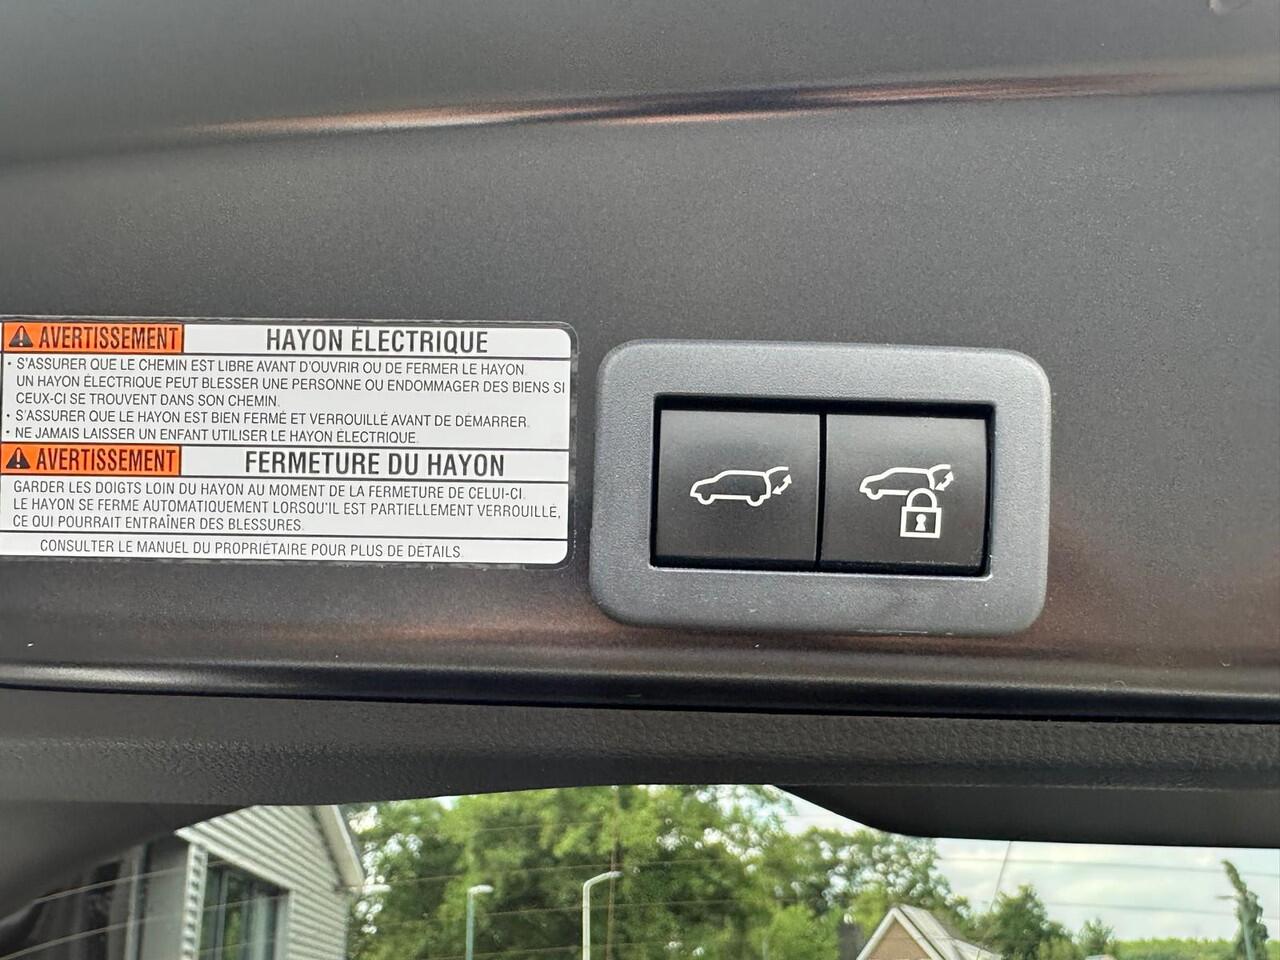 AVERTISSEMENT HAYON ÉLECTRIQUE
• S'ASSURER QUE LE CHEMIN EST LIBRE AVANT D'OUVRIR OU DE FERMER LE HAYON.
UN HAYON ÉLECTRIQUE PEUT BLESSER UNE PERSONNE OU ENDOMMAGER DES BIENS SI
CEUX-CI SE TROUVENT DANS SON CHEMIN.
• S'ASSURER QUE LE HAYON EST BIEN FERMÉ ET VERROUILLÉ AVANT DE DÉMARRER.
• NE JAMAIS LAISSER UN ENFANT UTILISER LE HAYON ÉLECTRIQUE.
AVERTISSEMENT FERMETURE DU HAYON
GARDER LES DOIGTS LOIN DU HAYON AU MOMENT DE LA FERMETURE DE CELUI-CI.
LE HAYON SE FERME AUTOMATIQUEMENT LORSQU'IL EST PARTIELLEMENT VERROUILLÉ,
CE QUI POURRAIT ENTRAÎNER DES BLESSURES.
CONSULTER LE MANUEL DU PROPRIÉTAIRE POUR PLUS DE DÉTAILS.